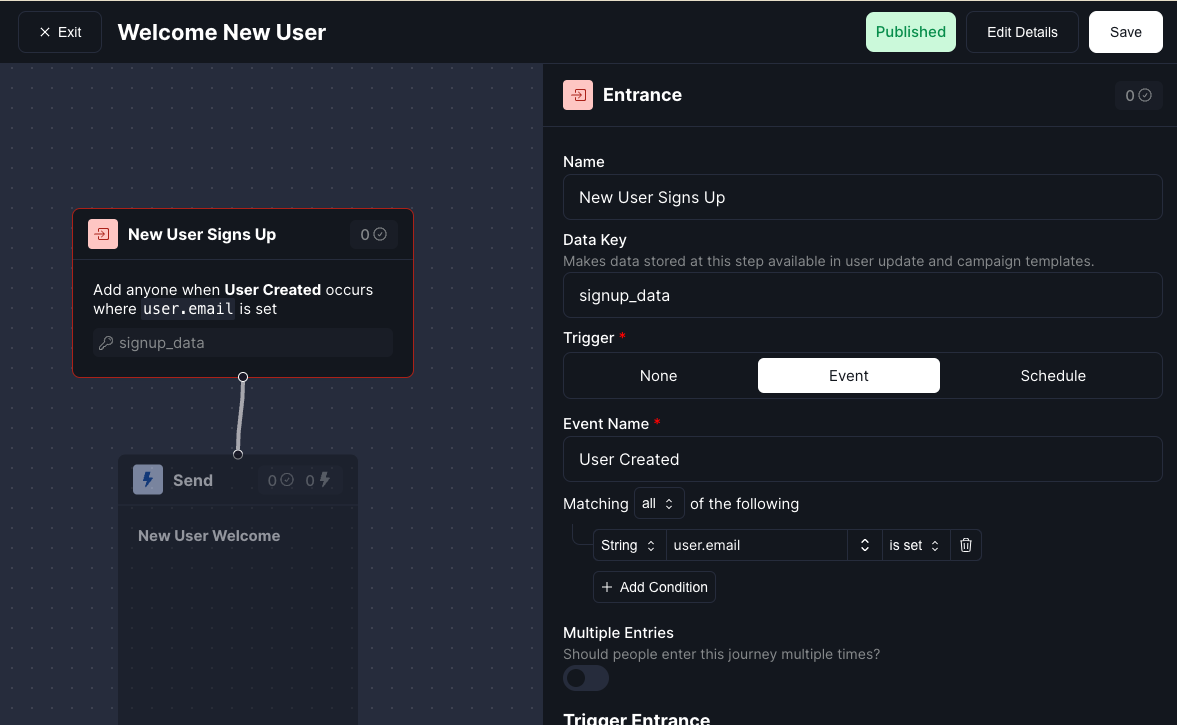 Exit
Welcome New User
Published
Edit Details
Save
New User Signs Up
0
Add anyone when User Created occurs
where user.email is set
signup_data
Send
0 0
New User Welcome
Entrance
0
Name
New User Signs Up
Data Key
Makes data stored at this step available in user update and campaign templates.
signup_data
Trigger *
None
Event
Schedule
Event Name *
User Created
Matching all of the following
String user.email is set
+ Add Condition
Multiple Entries
Should people enter this journey multiple times?
Trigger Entrance